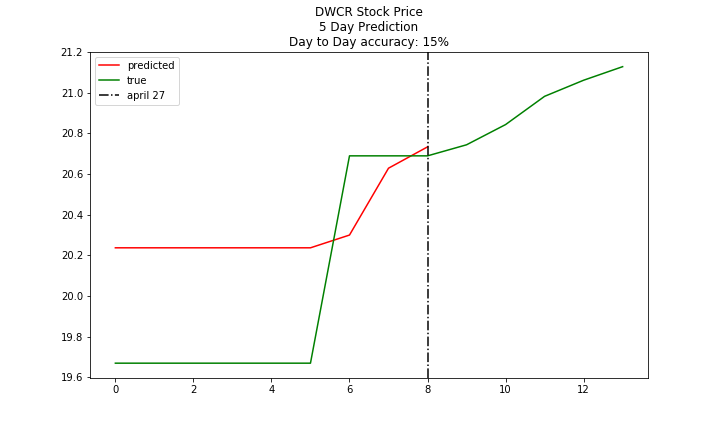 DWCR Stock Price
5 Day Prediction
Day to Day accuracy: 15%
21.2
21.0
20.8
20.6
20.4
20.2
20.0
19.8
19.6
predicted
true
april 27
0 2 4 6 8 10 12